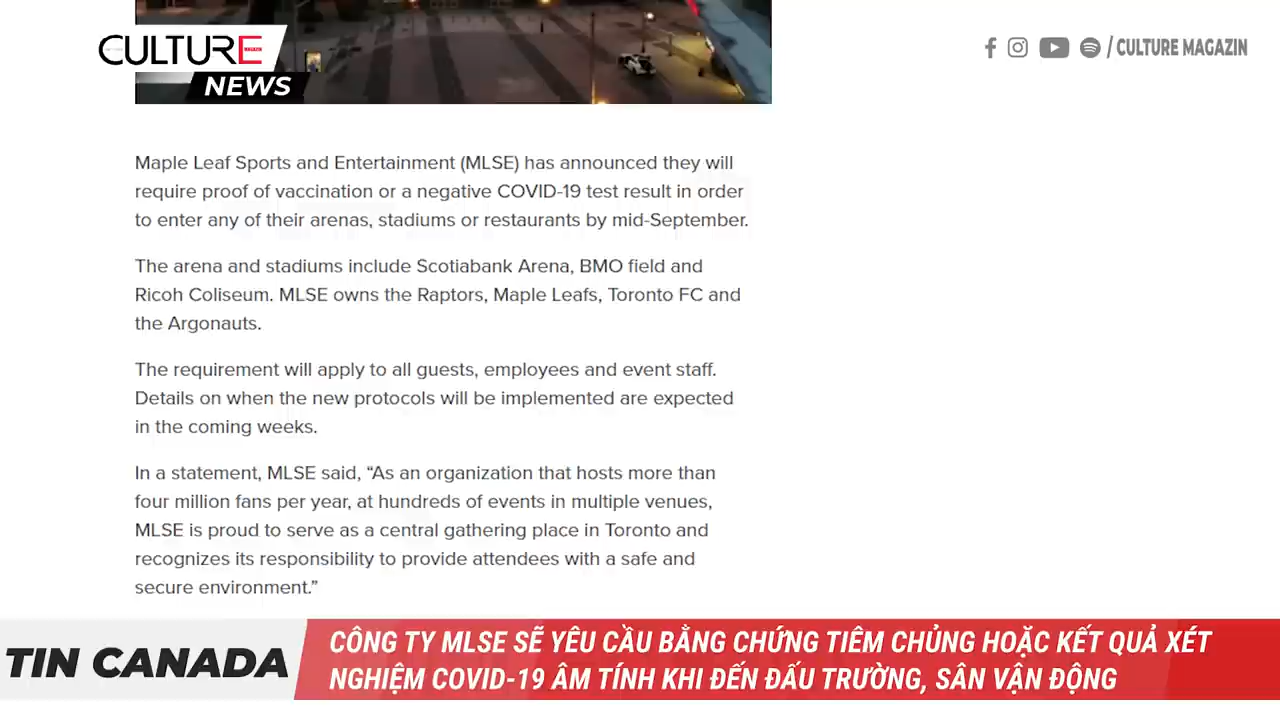 CULTURE
NEWS
/ CULTURE MAGAZIN
Maple Leaf Sports and Entertainment (MLSE) has announced they will
require proof of vaccination or a negative COVID-19 test result in order
to enter any of their arenas, stadiums or restaurants by mid-September.
The arena and stadiums include Scotiabank Arena, BMO field and
Ricoh Coliseum. MLSE owns the Raptors, Maple Leafs, Toronto FC and
the Argonauts.
The requirement will apply to all guests, employees and event staff.
Details on when the new protocols will be implemented are expected
in the coming weeks.
In a statement, MLSE said, “As an organization that hosts more than
four million fans per year, at hundreds of events in multiple venues,
MLSE is proud to serve as a central gathering place in Toronto and
recognizes its responsibility to provide attendees with a safe and
secure environment.”
TIN CANADA
CÔNG TY MLSE SẼ YÊU CẦU BẰNG CHỨNG TIÊM CHỦNG HOẶC KẾT QUẢ XÉT
NGHIỆM COVID-19 ÂM TÍNH KHI ĐẾN ĐẤU TRƯỜNG, SÂN VẬN ĐỘNG